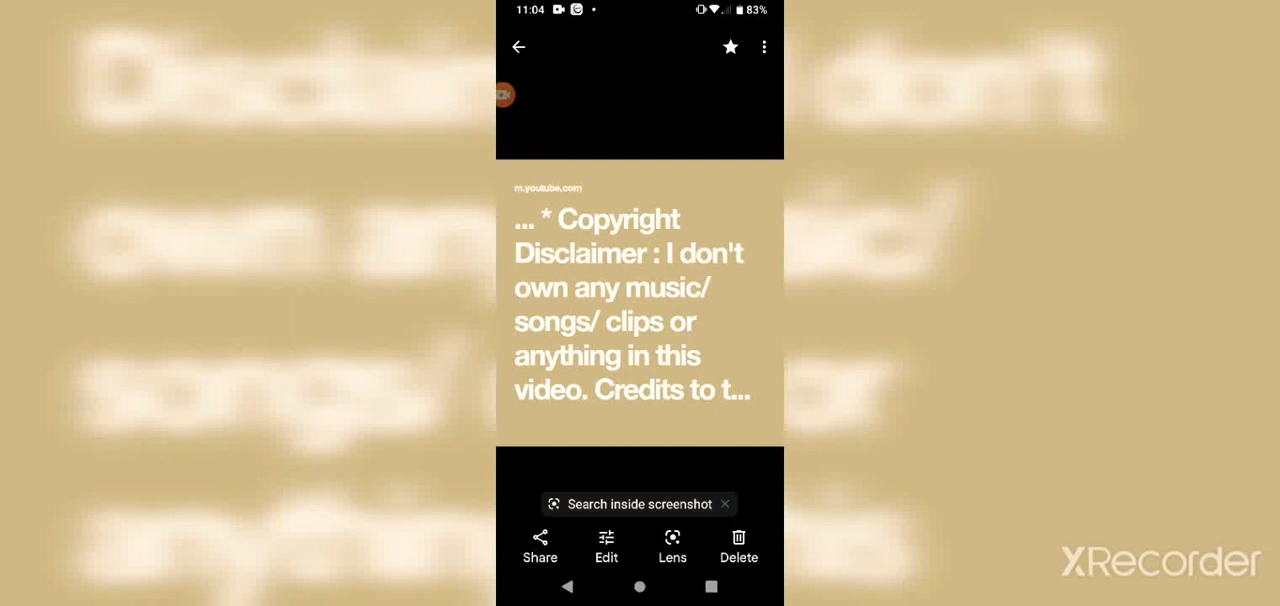 11:04
83%
m.youtube.com
... * Copyright
Disclaimer : I don't
own any music/
songs/ clips or
anything in this
video. Credits to t...
Search inside screenshot
Share Edit Lens Delete
XRecorder